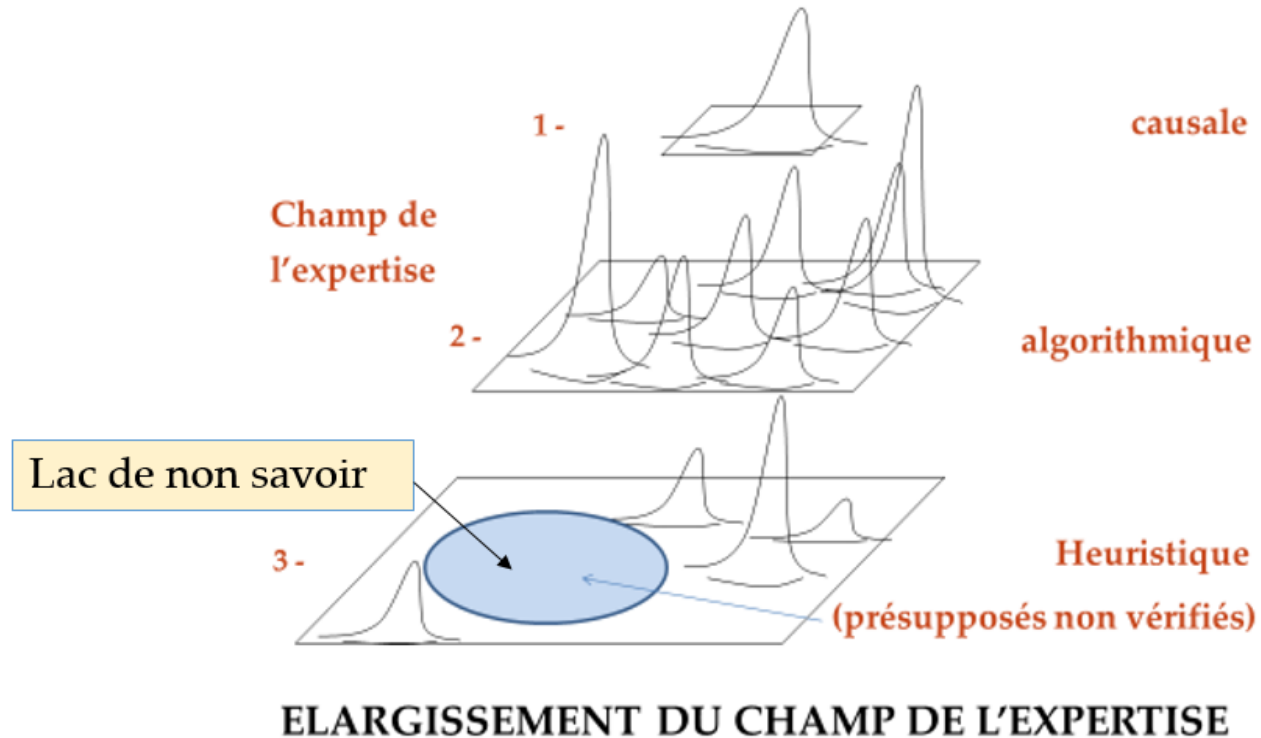 1 -
causale
Champ de
l’expertise
2 -
algorithmique
Lac de non savoir
3 -
Heuristique
(présupposés non vérifiés)
ELARGISSEMENT DU CHAMP DE L’EXPERTISE